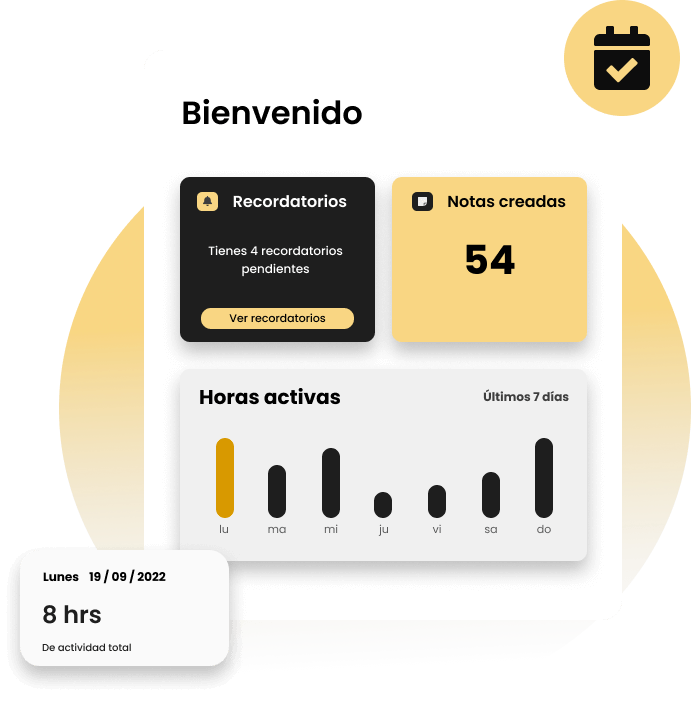 Bienvenido
Recordatorios
Tienes 4 recordatorios
pendientes
Ver recordatorios
Notas creadas
54
Horas activas
Últimos 7 días
lu ma mi ju vi sa do
Lunes 19 / 09 / 2022
8 hrs
De actividad total